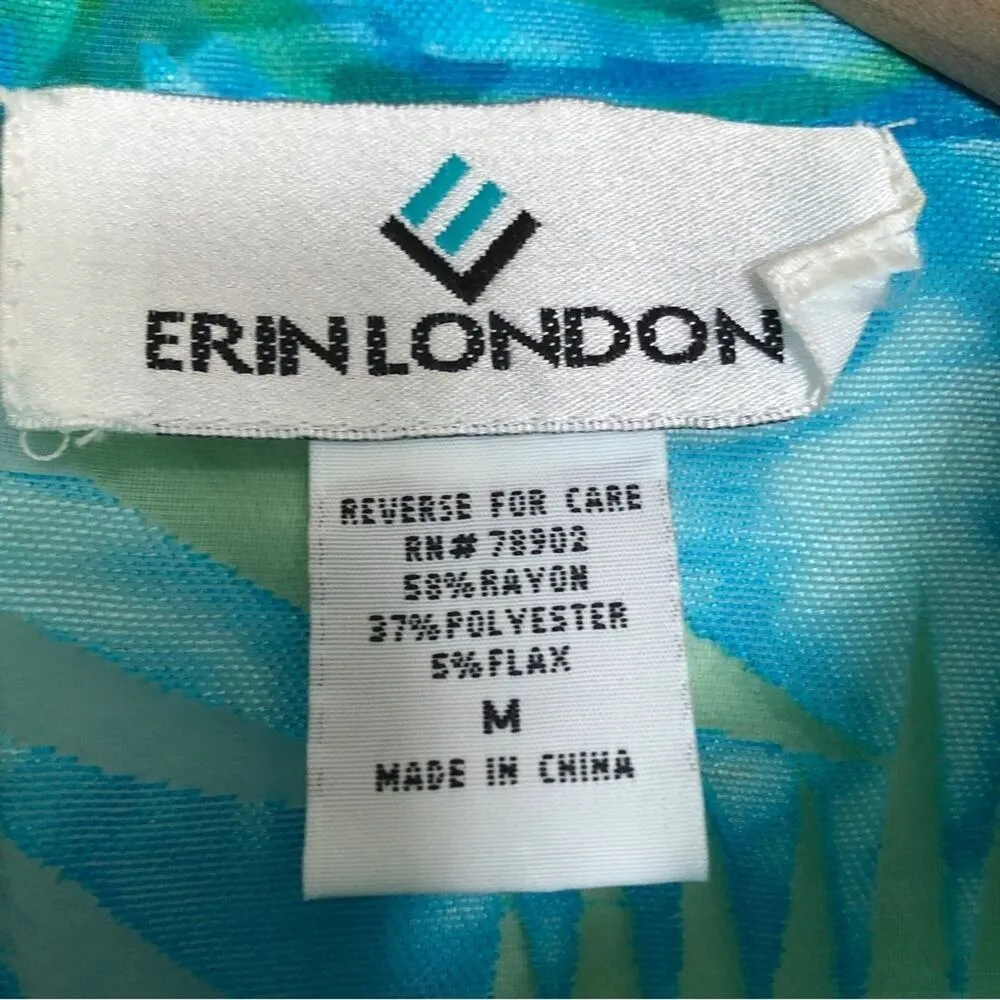 ERIN LONDON
REVERSE FOR CARE
RN# 78902
58% RAYON
37% POLYESTER
5% FLAX
M
MADE IN CHINA